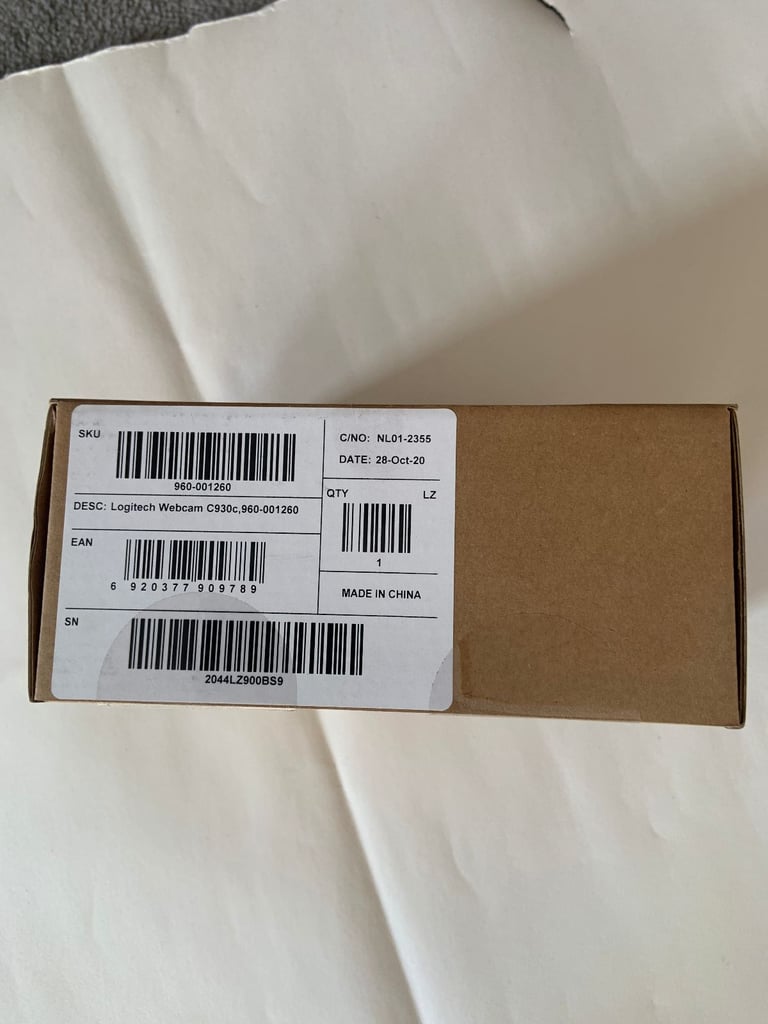 SKU
960-001260
DESC: Logitech Webcam C930c,960-001260
EAN
6 920377 909789
SN
2044LZ900BS9
C/NO: NL01-2355
DATE: 28-Oct-20
QTY LZ
1
MADE IN CHINA